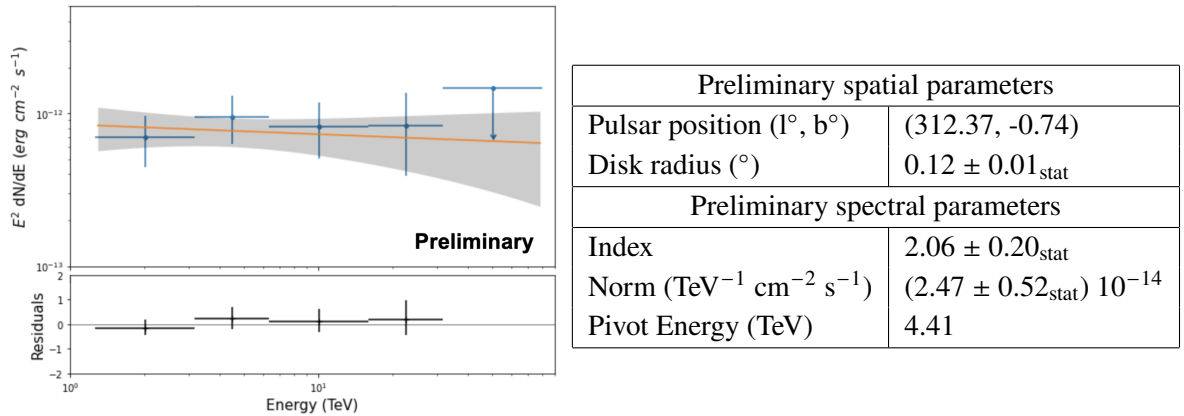 10⁻¹²
E² dN/dE (erg cm⁻² s⁻¹)
Preliminary
10⁻¹³
2
1
0
−1
−2
Residuals
10⁰
10¹
Energy (TeV)
Preliminary spatial parameters
Pulsar position (l°, b°) (312.37, -0.74)
Disk radius (°) 0.12 ± 0.01stat
Preliminary spectral parameters
Index 2.06 ± 0.20stat
Norm (TeV⁻¹ cm⁻² s⁻¹) (2.47 ± 0.52stat) 10⁻¹⁴
Pivot Energy (TeV) 4.41